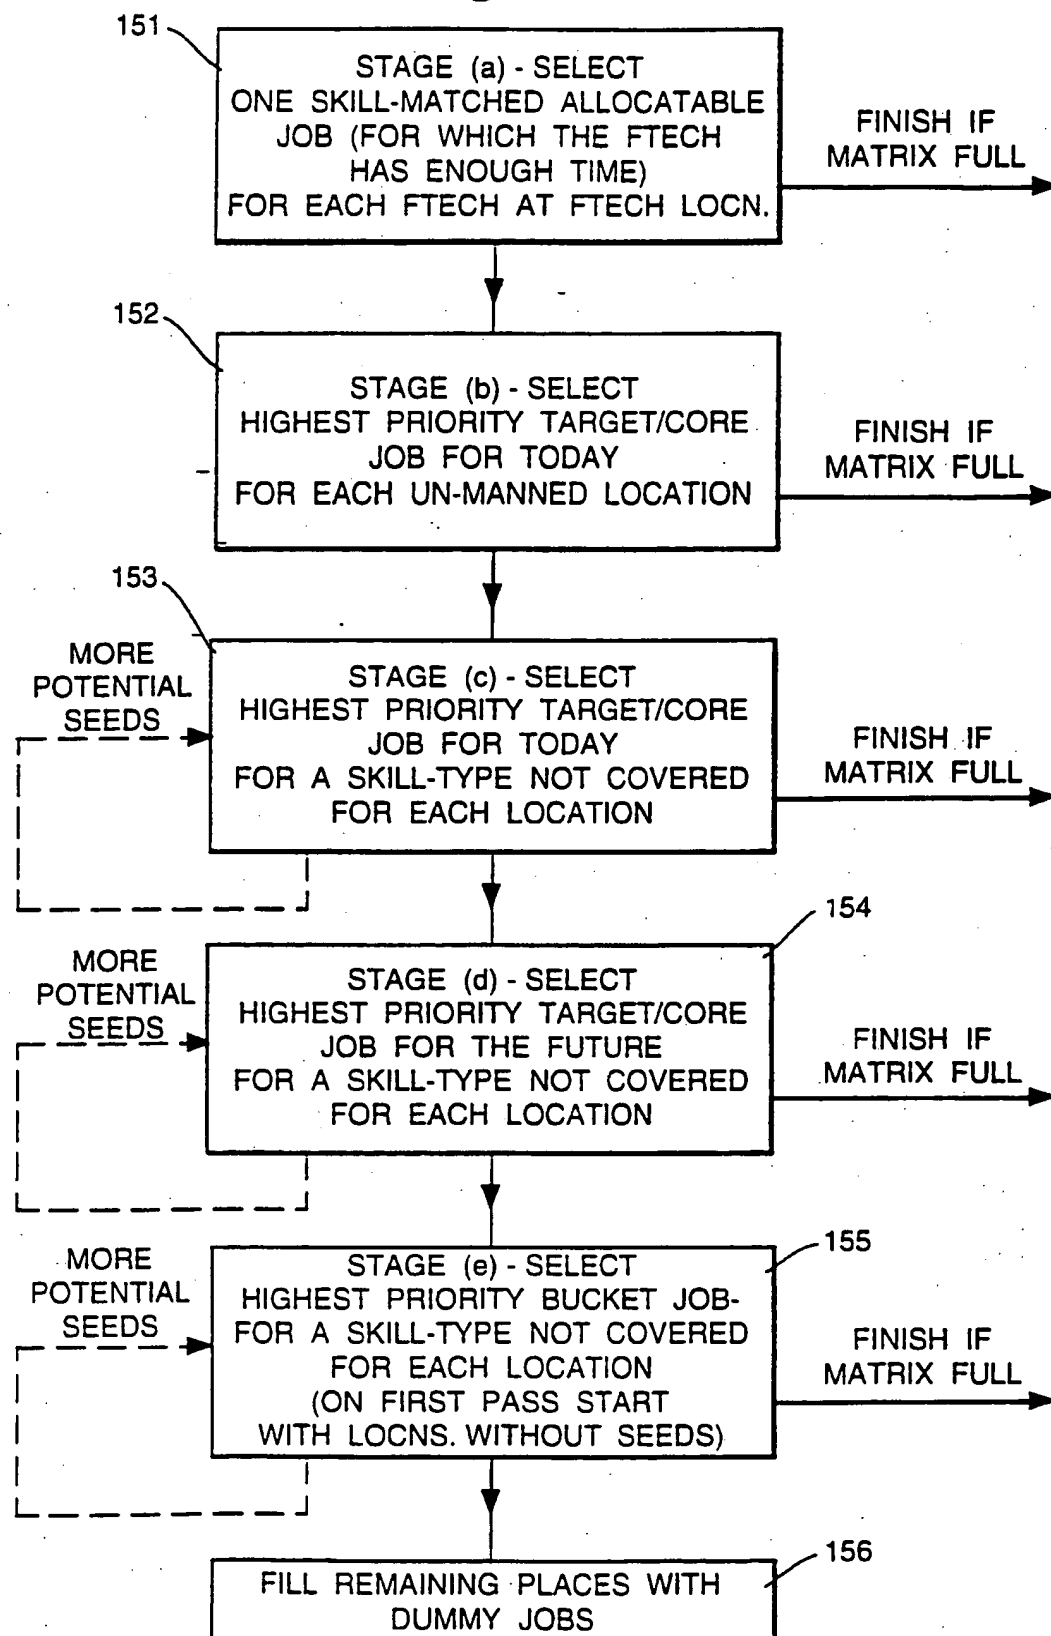 151
STAGE (a) - SELECT
ONE SKILL-MATCHED ALLOCATABLE
JOB (FOR WHICH THE FTECH
HAS ENOUGH TIME)
FOR EACH FTECH AT FTECH LOCN.
FINISH IF
MATRIX FULL
152
STAGE (b) - SELECT
HIGHEST PRIORITY TARGET/CORE
JOB FOR TODAY
FOR EACH UN-MANNED LOCATION
FINISH IF
MATRIX FULL
153
MORE
POTENTIAL
SEEDS
STAGE (c) - SELECT
HIGHEST PRIORITY TARGET/CORE
JOB FOR TODAY
FOR A SKILL-TYPE NOT COVERED
FOR EACH LOCATION
FINISH IF
MATRIX FULL
154
MORE
POTENTIAL
SEEDS
STAGE (d) - SELECT
HIGHEST PRIORITY TARGET/CORE
JOB FOR THE FUTURE
FOR A SKILL-TYPE NOT COVERED
FOR EACH LOCATION
FINISH IF
MATRIX FULL
155
MORE
POTENTIAL
SEEDS
STAGE (e) - SELECT
HIGHEST PRIORITY BUCKET JOB-
FOR A SKILL-TYPE NOT COVERED
FOR EACH LOCATION
(ON FIRST PASS START
WITH LOCNS. WITHOUT SEEDS)
FINISH IF
MATRIX FULL
156
FILL REMAINING PLACES WITH
DUMMY JOBS